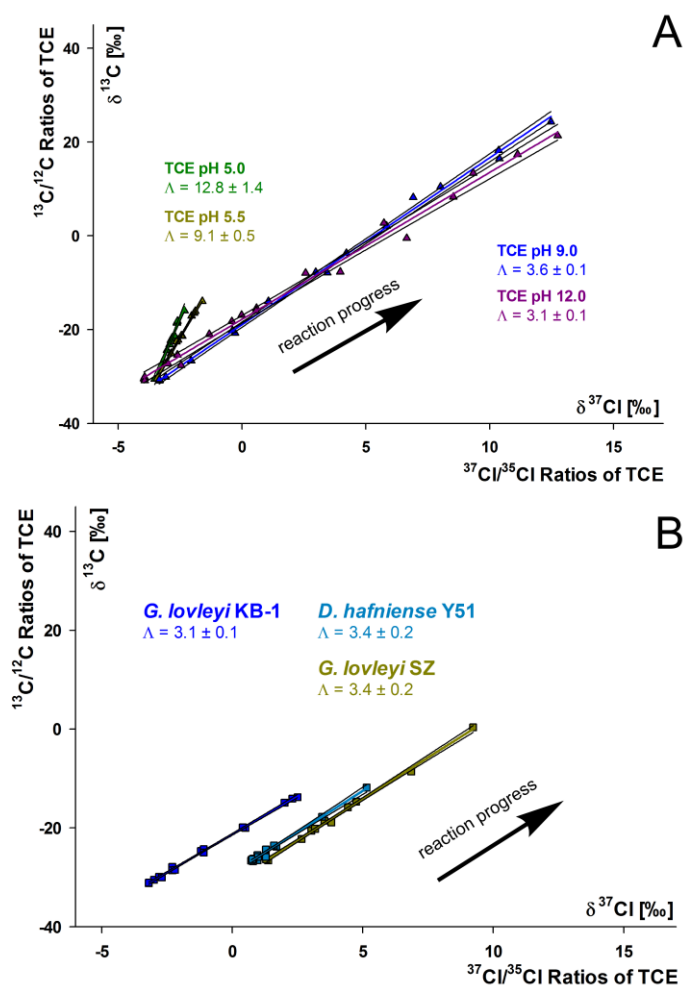 A
¹³C/¹²C Ratios of TCE
δ ¹³C [‰]
40
20
0
-20
-40
TCE pH 5.0
Λ = 12.8 ± 1.4
TCE pH 5.5
Λ = 9.1 ± 0.5
TCE pH 9.0
Λ = 3.6 ± 0.1
TCE pH 12.0
Λ = 3.1 ± 0.1
reaction progress
δ ³⁷Cl [‰]
-5 0 5 10 15
³⁷Cl/³⁵Cl Ratios of TCE
B
¹³C/¹²C Ratios of TCE
δ ¹³C [‰]
40
20
0
-20
-40
G. lovleyi KB-1
Λ = 3.1 ± 0.1
D. hafniense Y51
Λ = 3.4 ± 0.2
G. lovleyi SZ
Λ = 3.4 ± 0.2
reaction progress
δ ³⁷Cl [‰]
-5 0 5 10 15
³⁷Cl/³⁵Cl Ratios of TCE